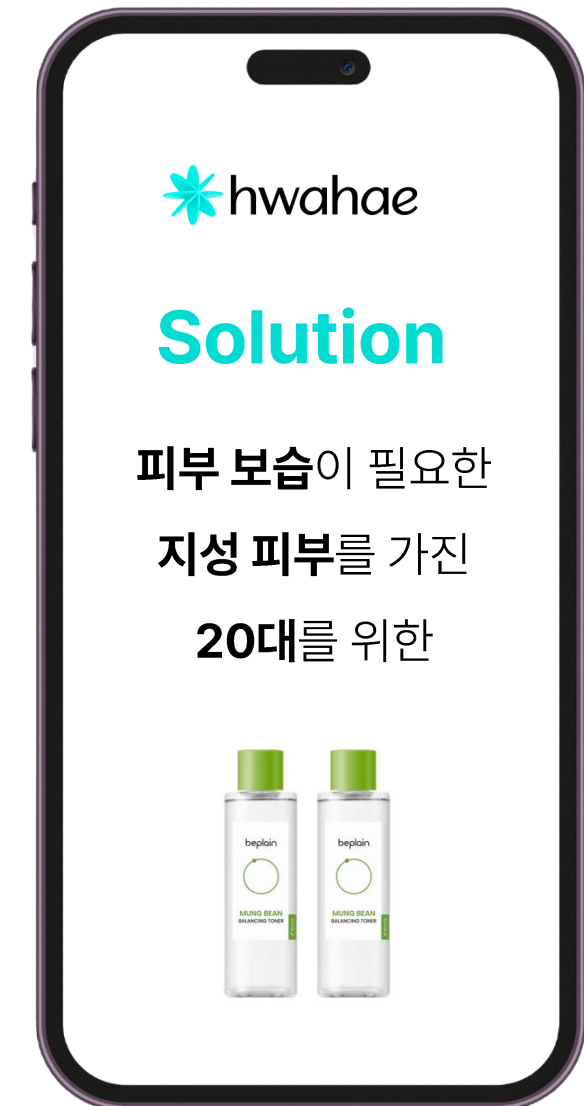 hwahae
Solution
피부 보습이 필요한
지성 피부를 가진
20대를 위한
beplain
MUNG BEAN
BALANCING TONER
beplain
MUNG BEAN
BALANCING TONER